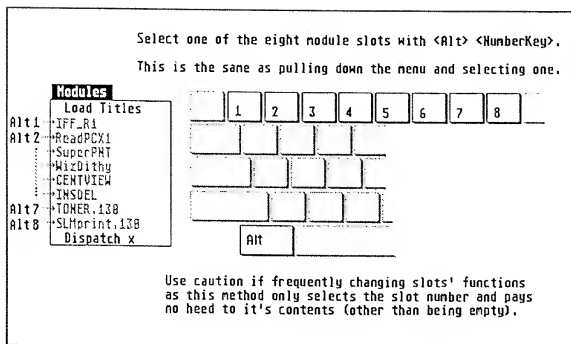 Select one of the eight module slots with <Alt> <NumberKey>.
This is the same as pulling down the menu and selecting one.
Modules
Load Titles
Alt1 IFF_Ri
Alt2 ReadPCX1
SuperPNT
WizDithy
CENTVIEW
INSDEL
Alt7 TONER.138
Alt8 SLMprint.138
Dispatch x
1 2 3 4 5 6 7 8
Alt
Use caution if frequently changing slots' functions
as this method only selects the slot number and pays
no heed to it's contents (other than being empty).